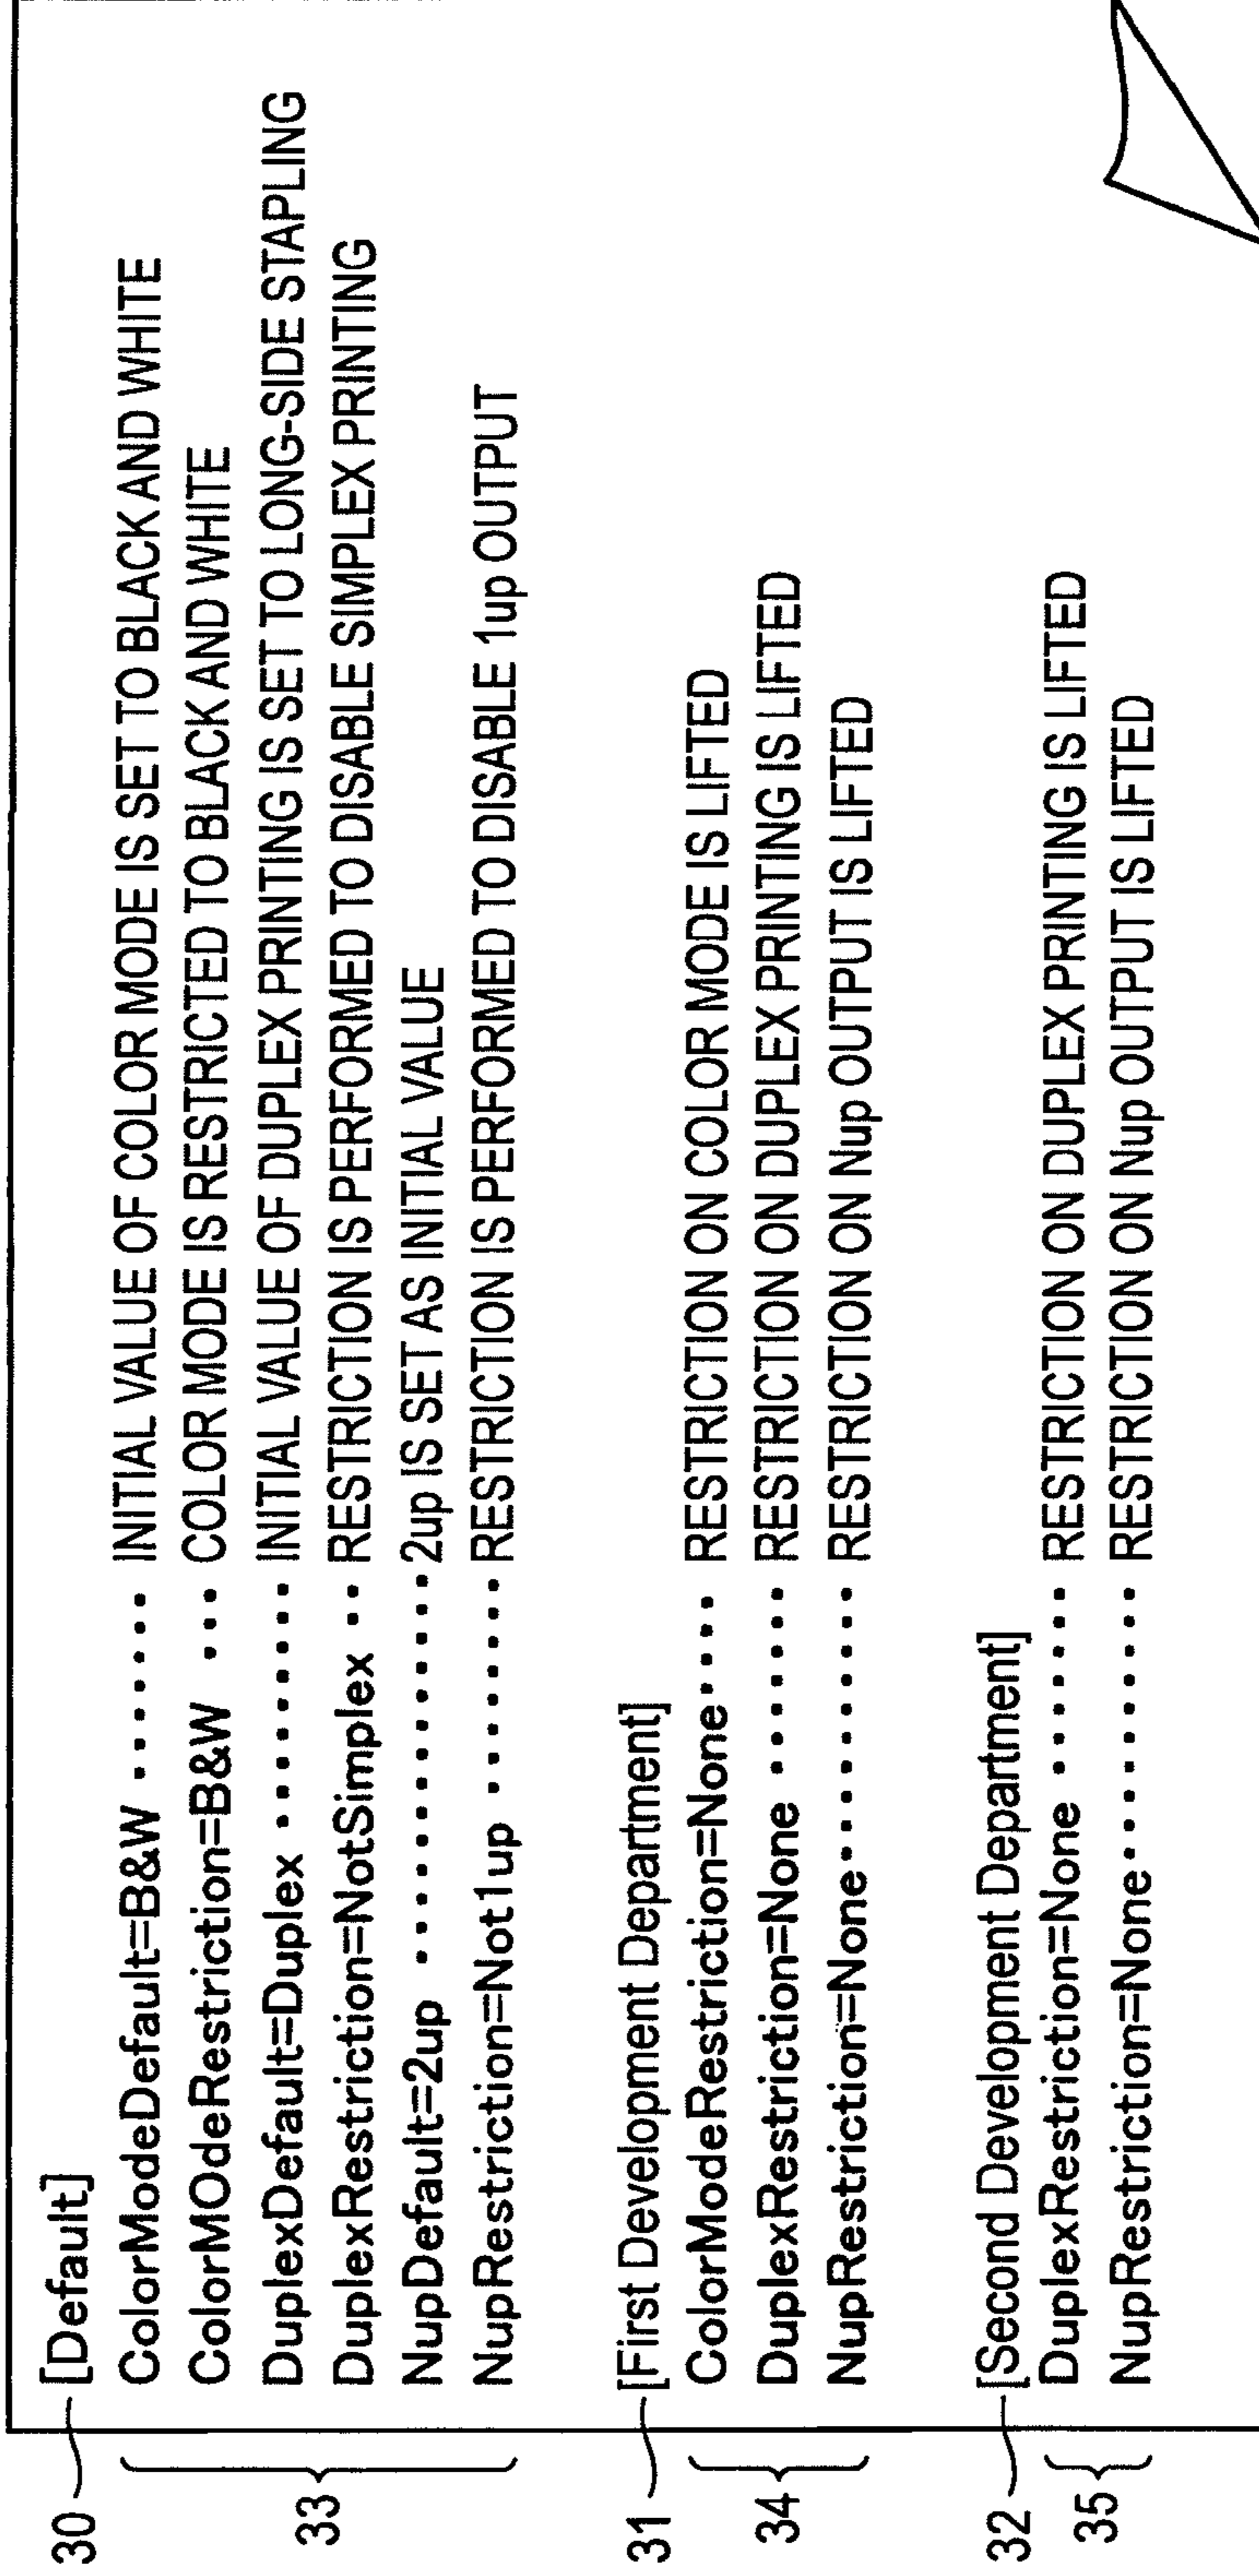 30 [Default]
ColorModeDefault=B&W ······· INITIAL VALUE OF COLOR MODE IS SET TO BLACK AND WHITE
ColorMOdeRestriction=B&W ··· COLOR MODE IS RESTRICTED TO BLACK AND WHITE
DuplexDefault=Duplex ········· INITIAL VALUE OF DUPLEX PRINTING IS SET TO LONG-SIDE STAPLING
33 DuplexRestriction=NotSimplex ·· RESTRICTION IS PERFORMED TO DISABLE SIMPLEX PRINTING
NupDefault=2up ············· 2up IS SET AS INITIAL VALUE
NupRestriction=Not1up ········ RESTRICTION IS PERFORMED TO DISABLE 1up OUTPUT
31 [First Development Department]
ColorModeRestriction=None ···· RESTRICTION ON COLOR MODE IS LIFTED
34 DuplexRestriction=None ······· RESTRICTION ON DUPLEX PRINTING IS LIFTED
NupRestriction=None ········· RESTRICTION ON Nup OUTPUT IS LIFTED
32 [Second Development Department]
35 DuplexRestriction=None ······· RESTRICTION ON DUPLEX PRINTING IS LIFTED
NupRestriction=None ········· RESTRICTION ON Nup OUTPUT IS LIFTED